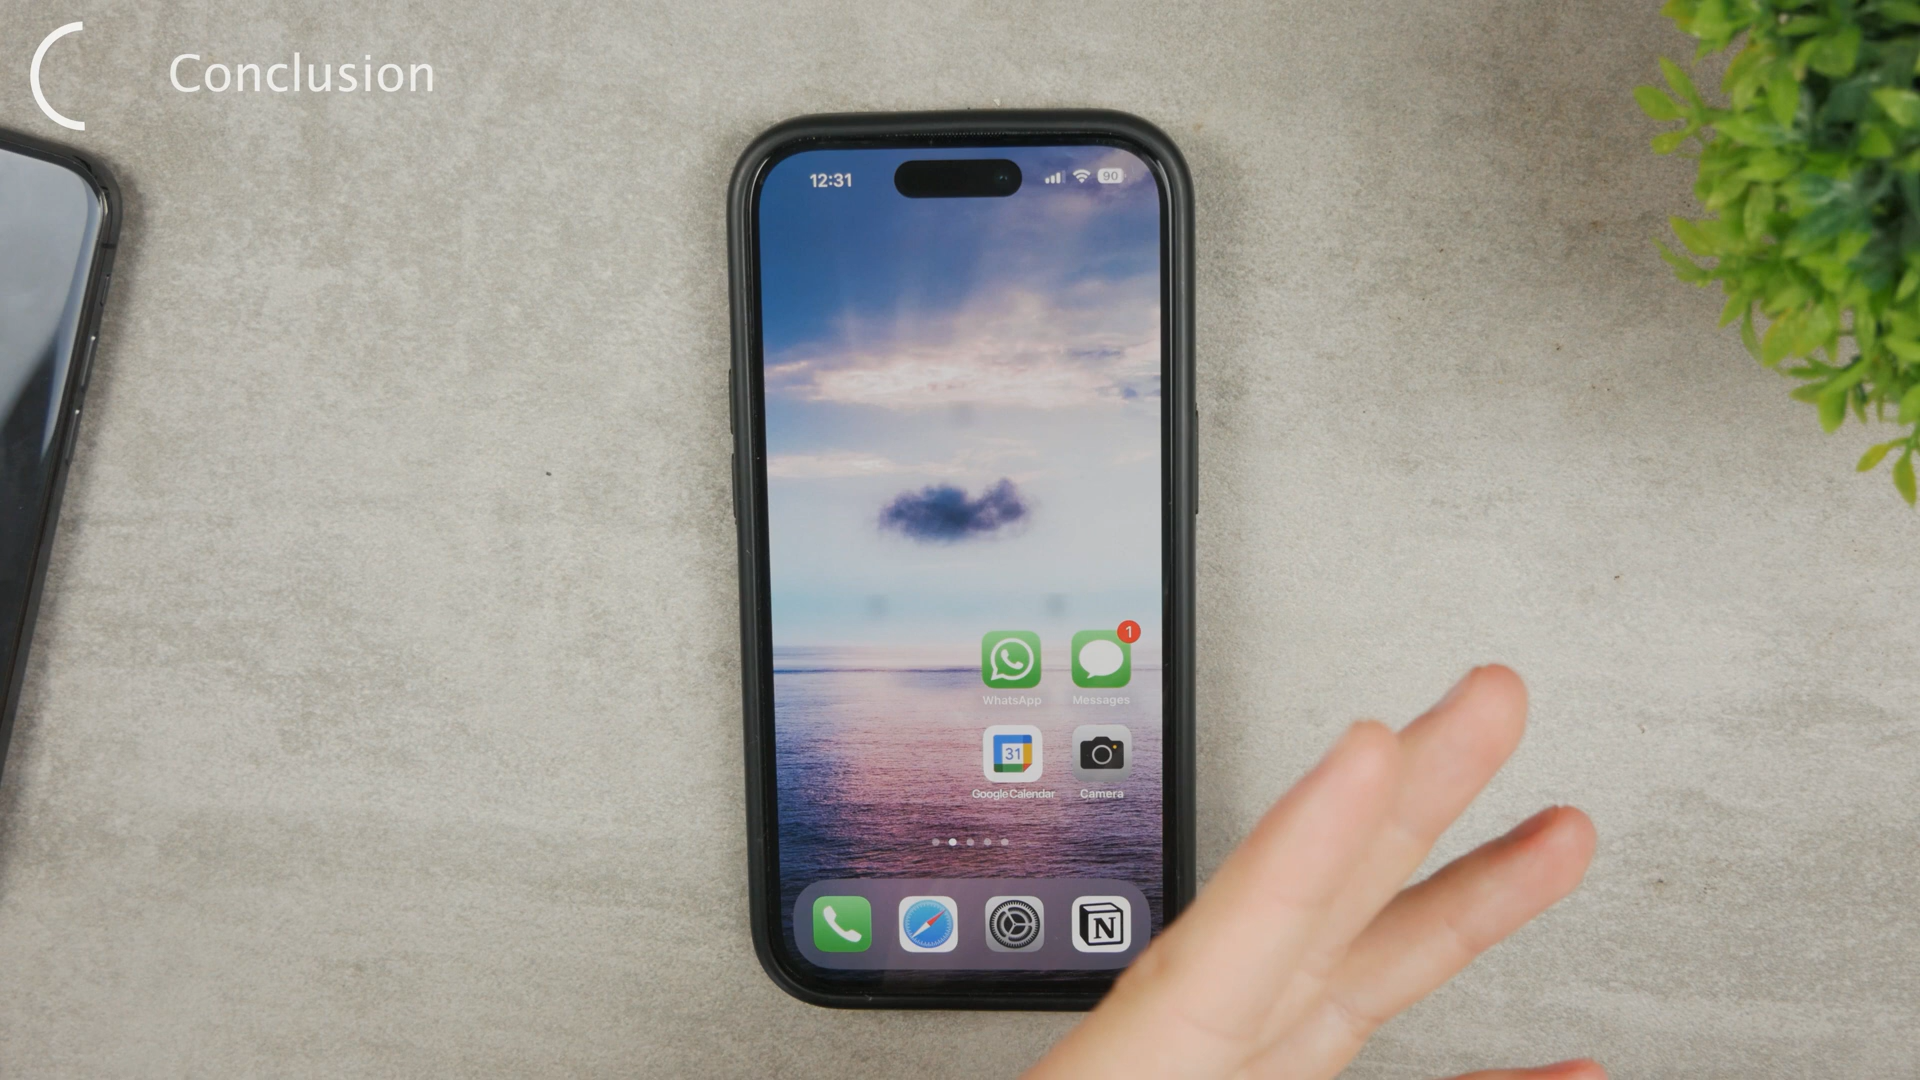 Conclusion
12:31
90
1
WhatsApp
Messages
31
Google Calendar
Camera
N